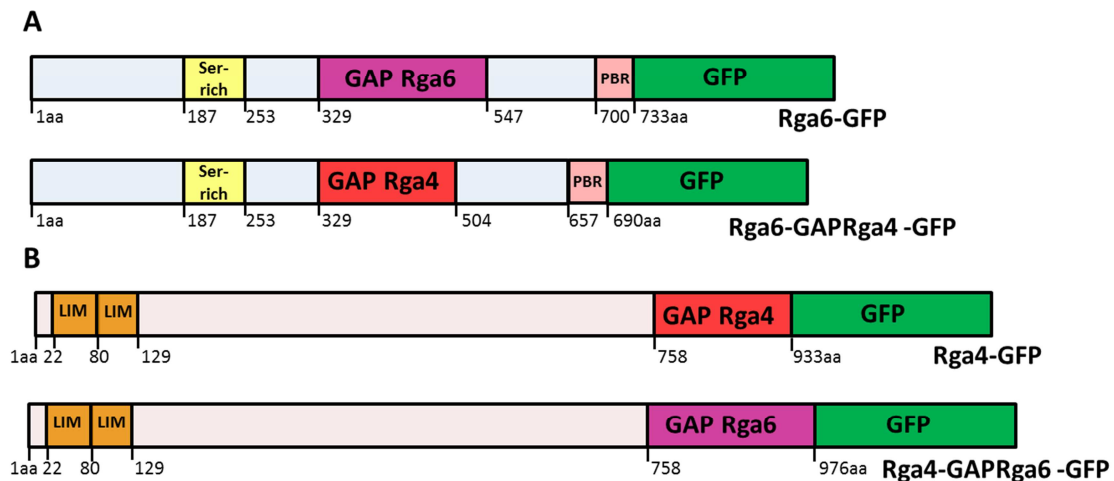 A
Ser-
rich
GAP Rga6
PBR
GFP
1aa 187 253 329 547 700 733aa
Rga6-GFP
Ser-
rich
GAP Rga4
PBR
GFP
1aa 187 253 329 504 657 690aa
Rga6-GAPRga4 -GFP
B
LIM LIM GAP Rga4 GFP
1aa 22 80 129 758 933aa
Rga4-GFP
LIM LIM GAP Rga6 GFP
1aa 22 80 129 758 976aa
Rga4-GAPRga6 -GFP